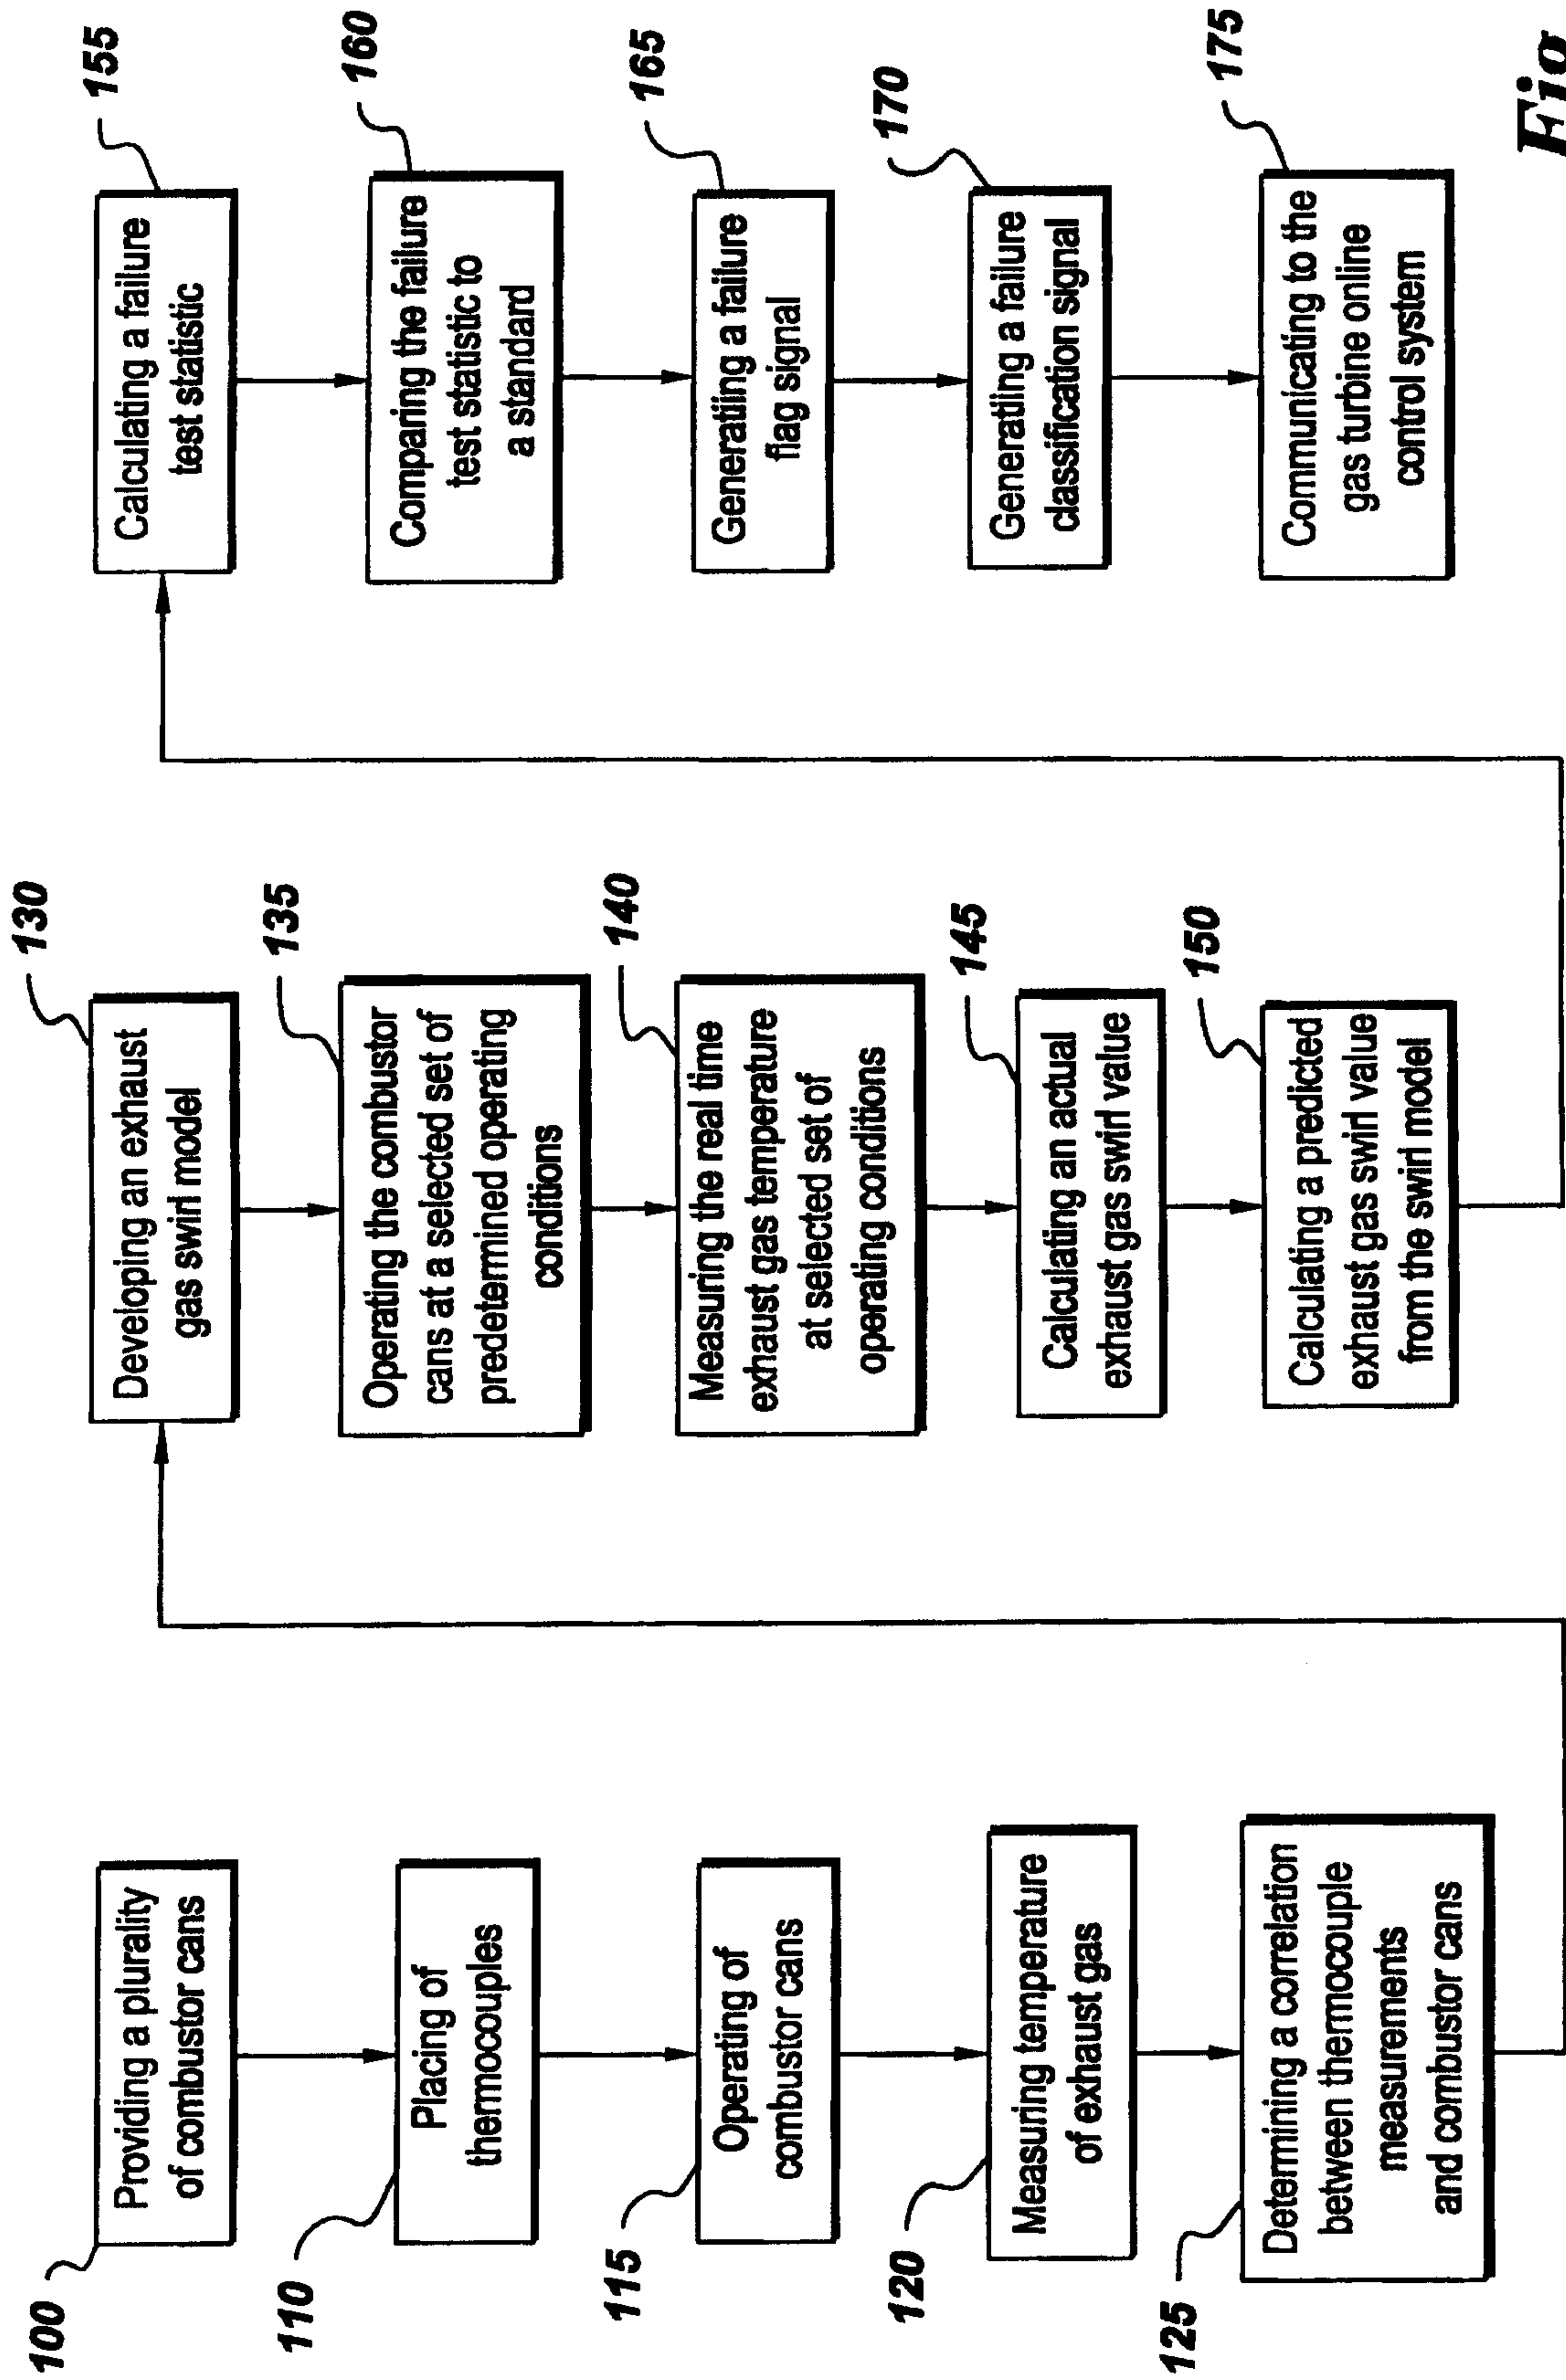 100
Providing a plurality
of combustor cans
110
Placing of
thermocouples
115
Operating of
combustor cans
120
Measuring temperature
of exhaust gas
125
Determining a correlation
between thermocouple
measurements
and combustor cans
130
Developing an exhaust
gas swirl model
135
Operating the combustor
cans at a selected set of
predetermined operating
conditions
140
Measuring the real time
exhaust gas temperature
at selected set of
operating conditions
145
Calculating an actual
exhaust gas swirl value
150
Calculating a predicted
exhaust gas swirl value
from the swirl model
155
Calculating a failure
test statistic
160
Comparing the failure
test statistic to
a standard
165
Generatiing a failure
flag signal
170
Generatiing a failure
classification signal
175
Communicating to the
gas turbine online
control system
Fig